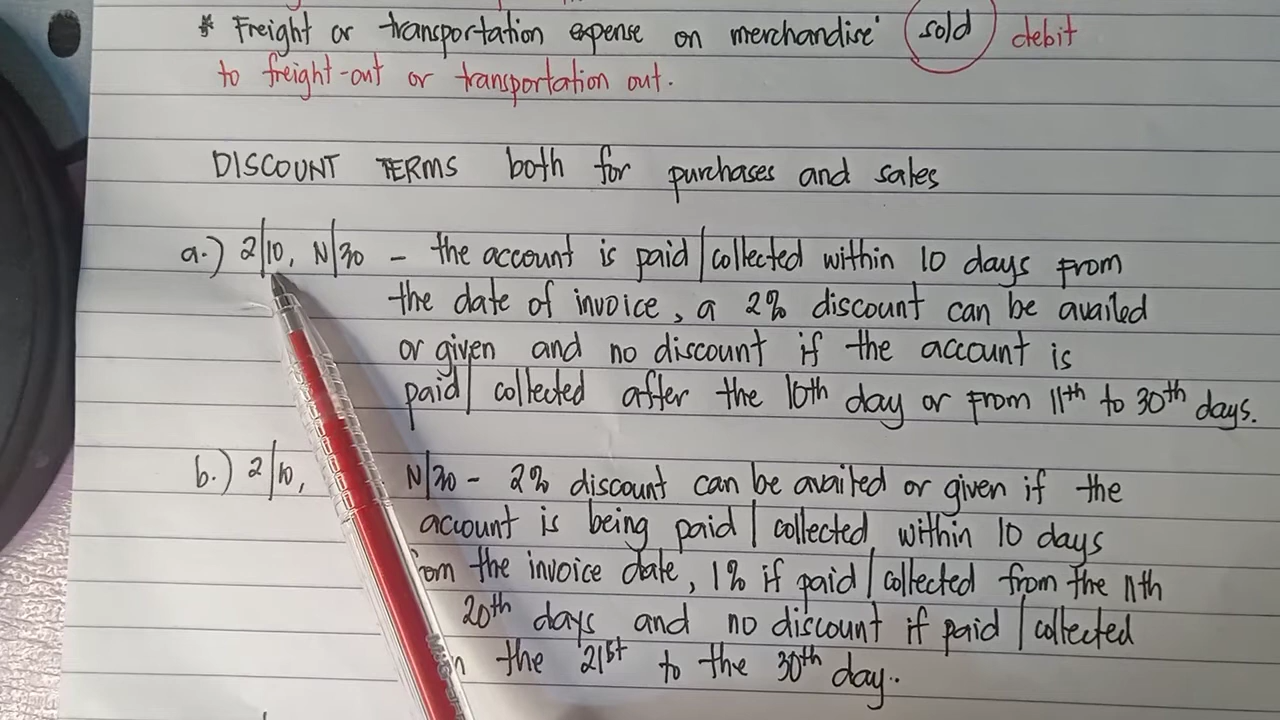 * Freight or transportation expense on merchandise sold debit
to freight-out or transportation out.
DISCOUNT TERMS both for purchases and sales
a.) 2/10, N/30 - the account is paid/collected within 10 days from
the date of invoice, a 2% discount can be availed
or given and no discount if the account is
paid/collected after the 10th day or from 11th to 30th days.
b.) 2/10, N/30 - 2% discount can be availed or given if the
account is being paid/collected within 10 days
the invoice date, 1% if paid/collected from the 11th
20th days and no discount if paid/collected
the 21st to the 30th day..